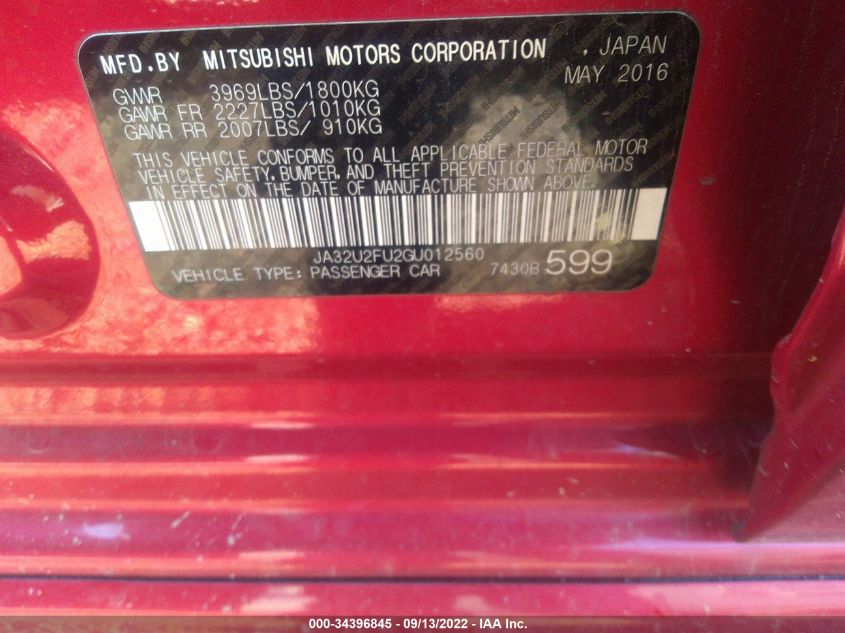 MFD.BY MITSUBISHI MOTORS CORPORATION , JAPAN
MAY 2016
GVWR 3969LBS/1800KG
GAWR FR 2227LBS/1010KG
GAWR RR 2007LBS/ 910KG
THIS VEHICLE CONFORMS TO ALL APPLICABLE FEDERAL MOTOR
VEHICLE SAFETY, BUMPER, AND THEFT PREVENTION STANDARDS
IN EFFECT ON THE DATE OF MANUFACTURE SHOWN ABOVE.
JA32U2FU2GU012560
VEHICLE TYPE: PASSENGER CAR 7430B 599
000-34396845 - 09/13/2022 - IAA Inc.